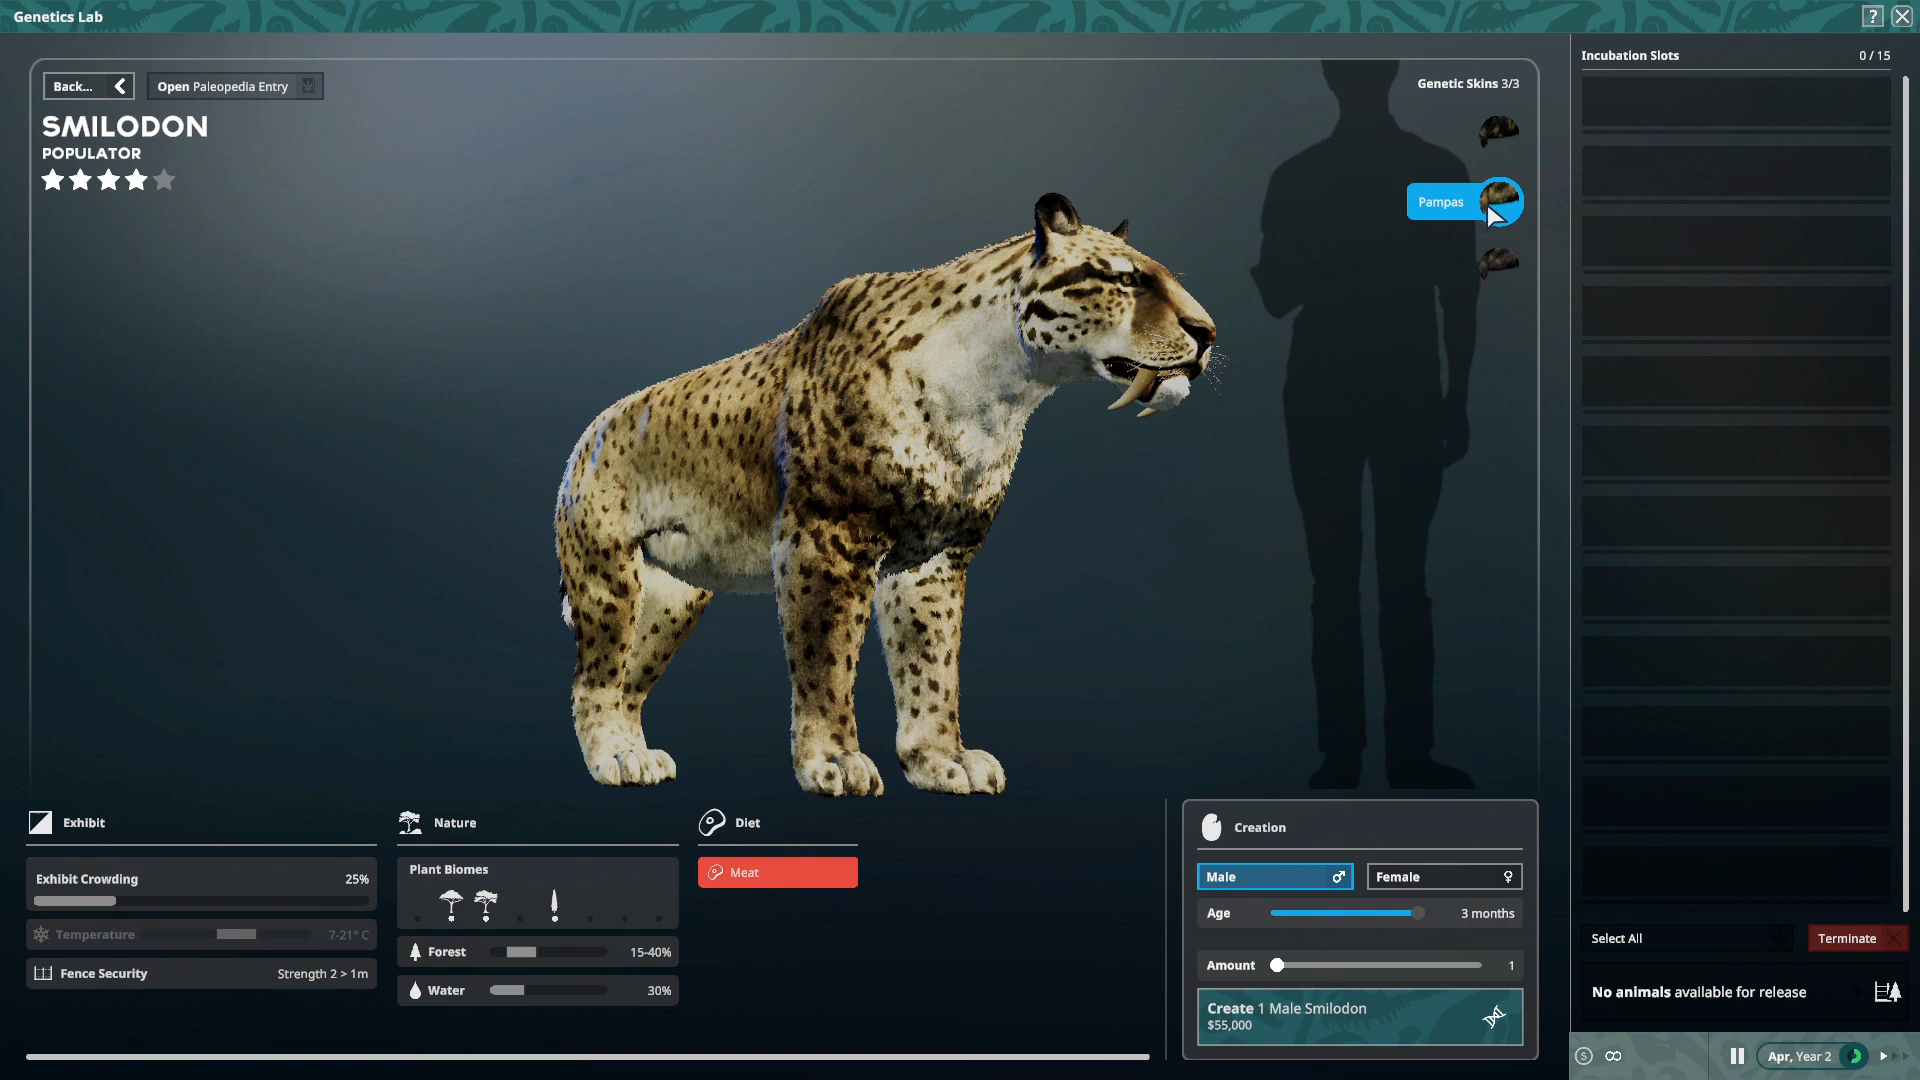 Genetics Lab
?
Back...
Open Paleopedia Entry
SMILODON
POPULATOR
Genetic Skins 3/3
Pampas
Incubation Slots 0 / 15
Exhibit
Exhibit Crowding 25%
Temperature 7-21° C
Fence Security Strength 2 > 1m
Nature
Plant Biomes
Forest 15-40%
Water 30%
Diet
Meat
Creation
Male
Female
Age 3 months
Amount 1
Create 1 Male Smilodon
$55,000
Select All
Terminate
No animals available for release
Apr, Year 2